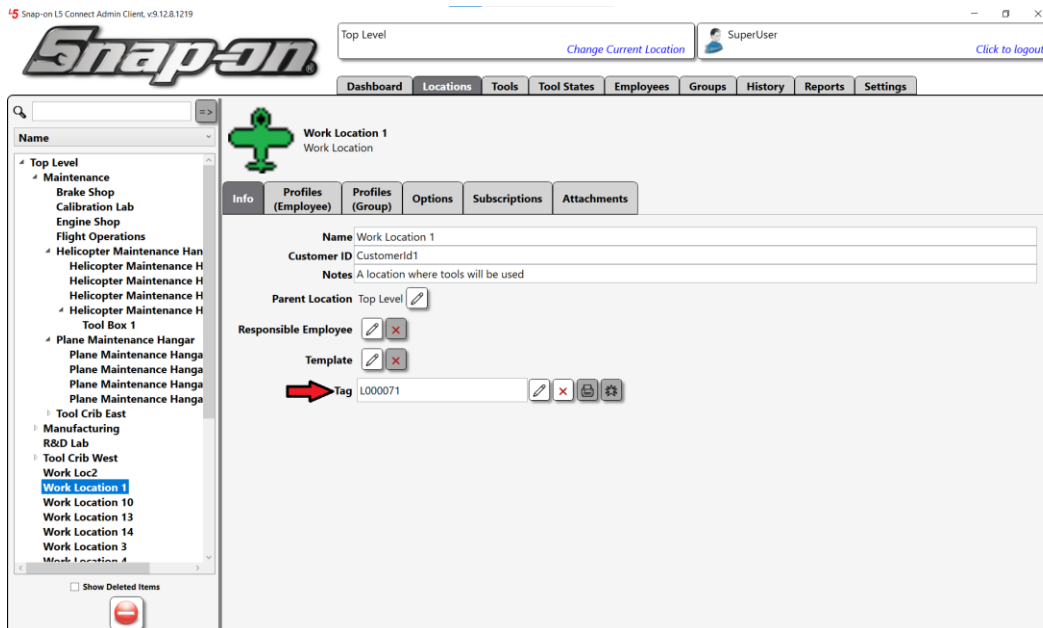 L5 Snap-on L5 Connect Admin Client, v:9.12.8.1219
Snap-on
®
Top Level
Change Current Location
SuperUser
Click to logout
Dashboard Locations Tools Tool States Employees Groups History Reports Settings
=>
Name
Top Level
Maintenance
Brake Shop
Calibration Lab
Engine Shop
Flight Operations
Helicopter Maintenance Han
Helicopter Maintenance H
Helicopter Maintenance H
Helicopter Maintenance H
Helicopter Maintenance H
Tool Box 1
Plane Maintenance Hangar
Plane Maintenance Hanga
Plane Maintenance Hanga
Plane Maintenance Hanga
Plane Maintenance Hanga
Tool Crib East
Manufacturing
R&D Lab
Tool Crib West
Work Loc2
Work Location 1
Work Location 10
Work Location 13
Work Location 14
Work Location 3
Work Location 4
Show Deleted Items
Work Location 1
Work Location
Info Profiles (Employee) Profiles (Group) Options Subscriptions Attachments
Name Work Location 1
Customer ID CustomerId1
Notes A location where tools will be used
Parent Location Top Level
Responsible Employee
Template
Tag L000071